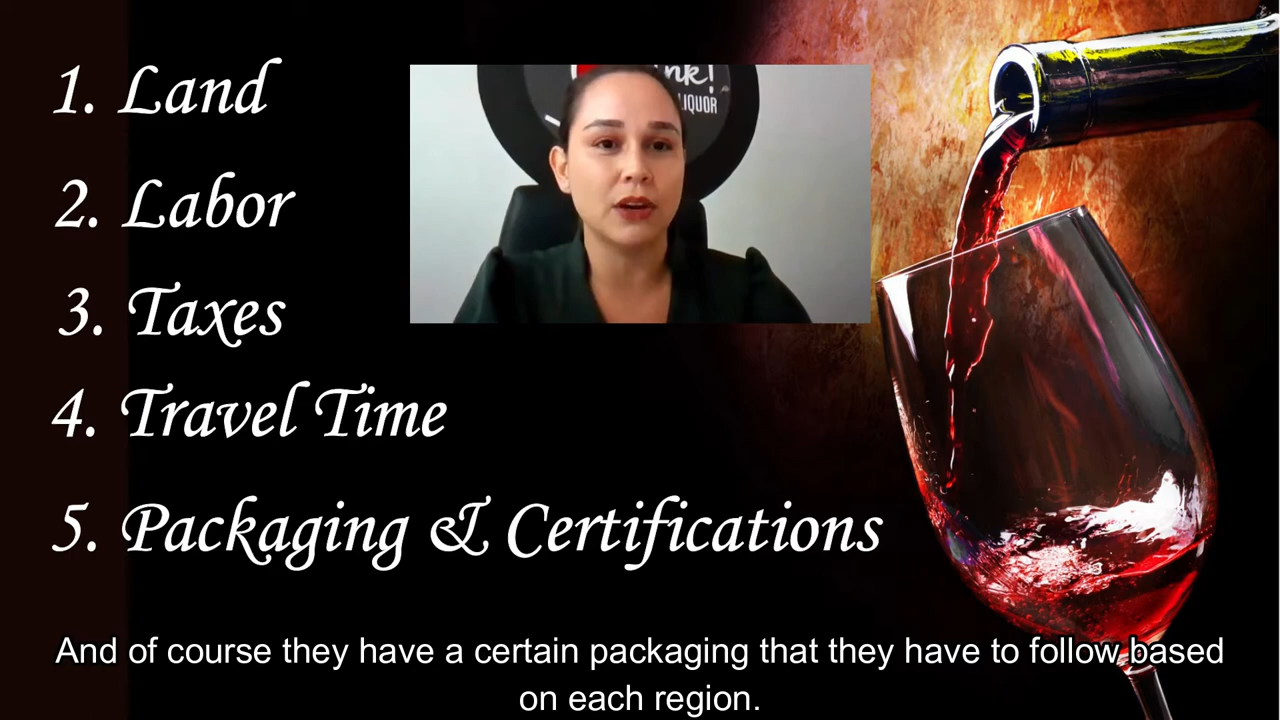 1. Land
2. Labor
3. Taxes
4. Travel Time
5. Packaging & Certifications
nk!
LIQUOR
And of course they have a certain packaging that they have to follow based
on each region.